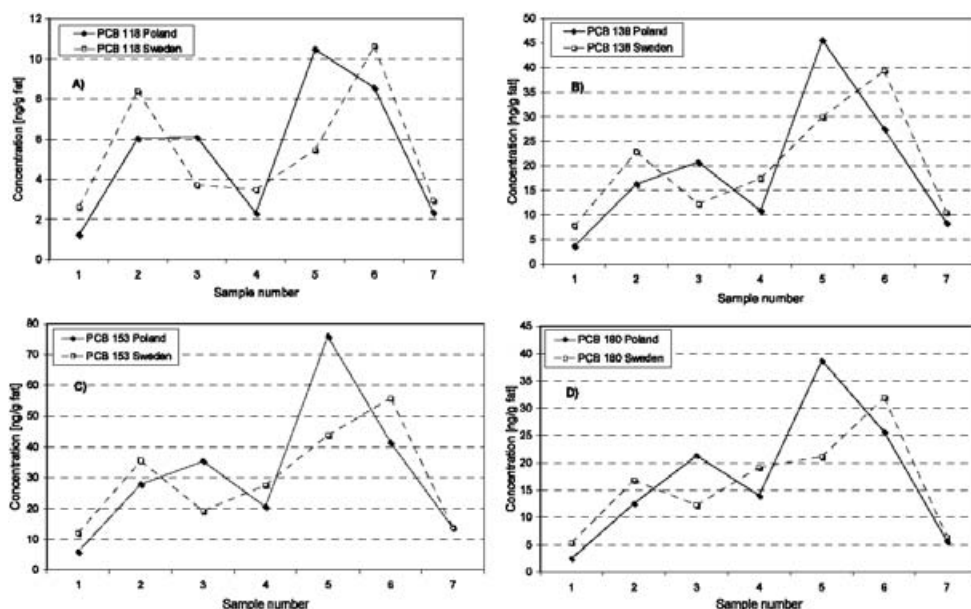 PCB 118 Poland
PCB 118 Sweden
A)
Concentration [ng/g fat]
12
10
8
6
4
2
0
1 2 3 4 5 6 7
Sample number
PCB 138 Poland
PCB 138 Sweden
B)
Concentration [ng/g fat]
50
45
40
35
30
25
20
15
10
5
0
1 2 3 4 5 6 7
Sample number
PCB 153 Poland
PCB 153 Sweden
C)
Concentration [ng/g fat]
80
70
60
50
40
30
20
10
0
1 2 3 4 5 6 7
Sample number
PCB 180 Poland
PCB 180 Sweden
D)
Concentration [ng/g fat]
45
40
35
30
25
20
15
10
5
0
1 2 3 4 5 6 7
Sample number